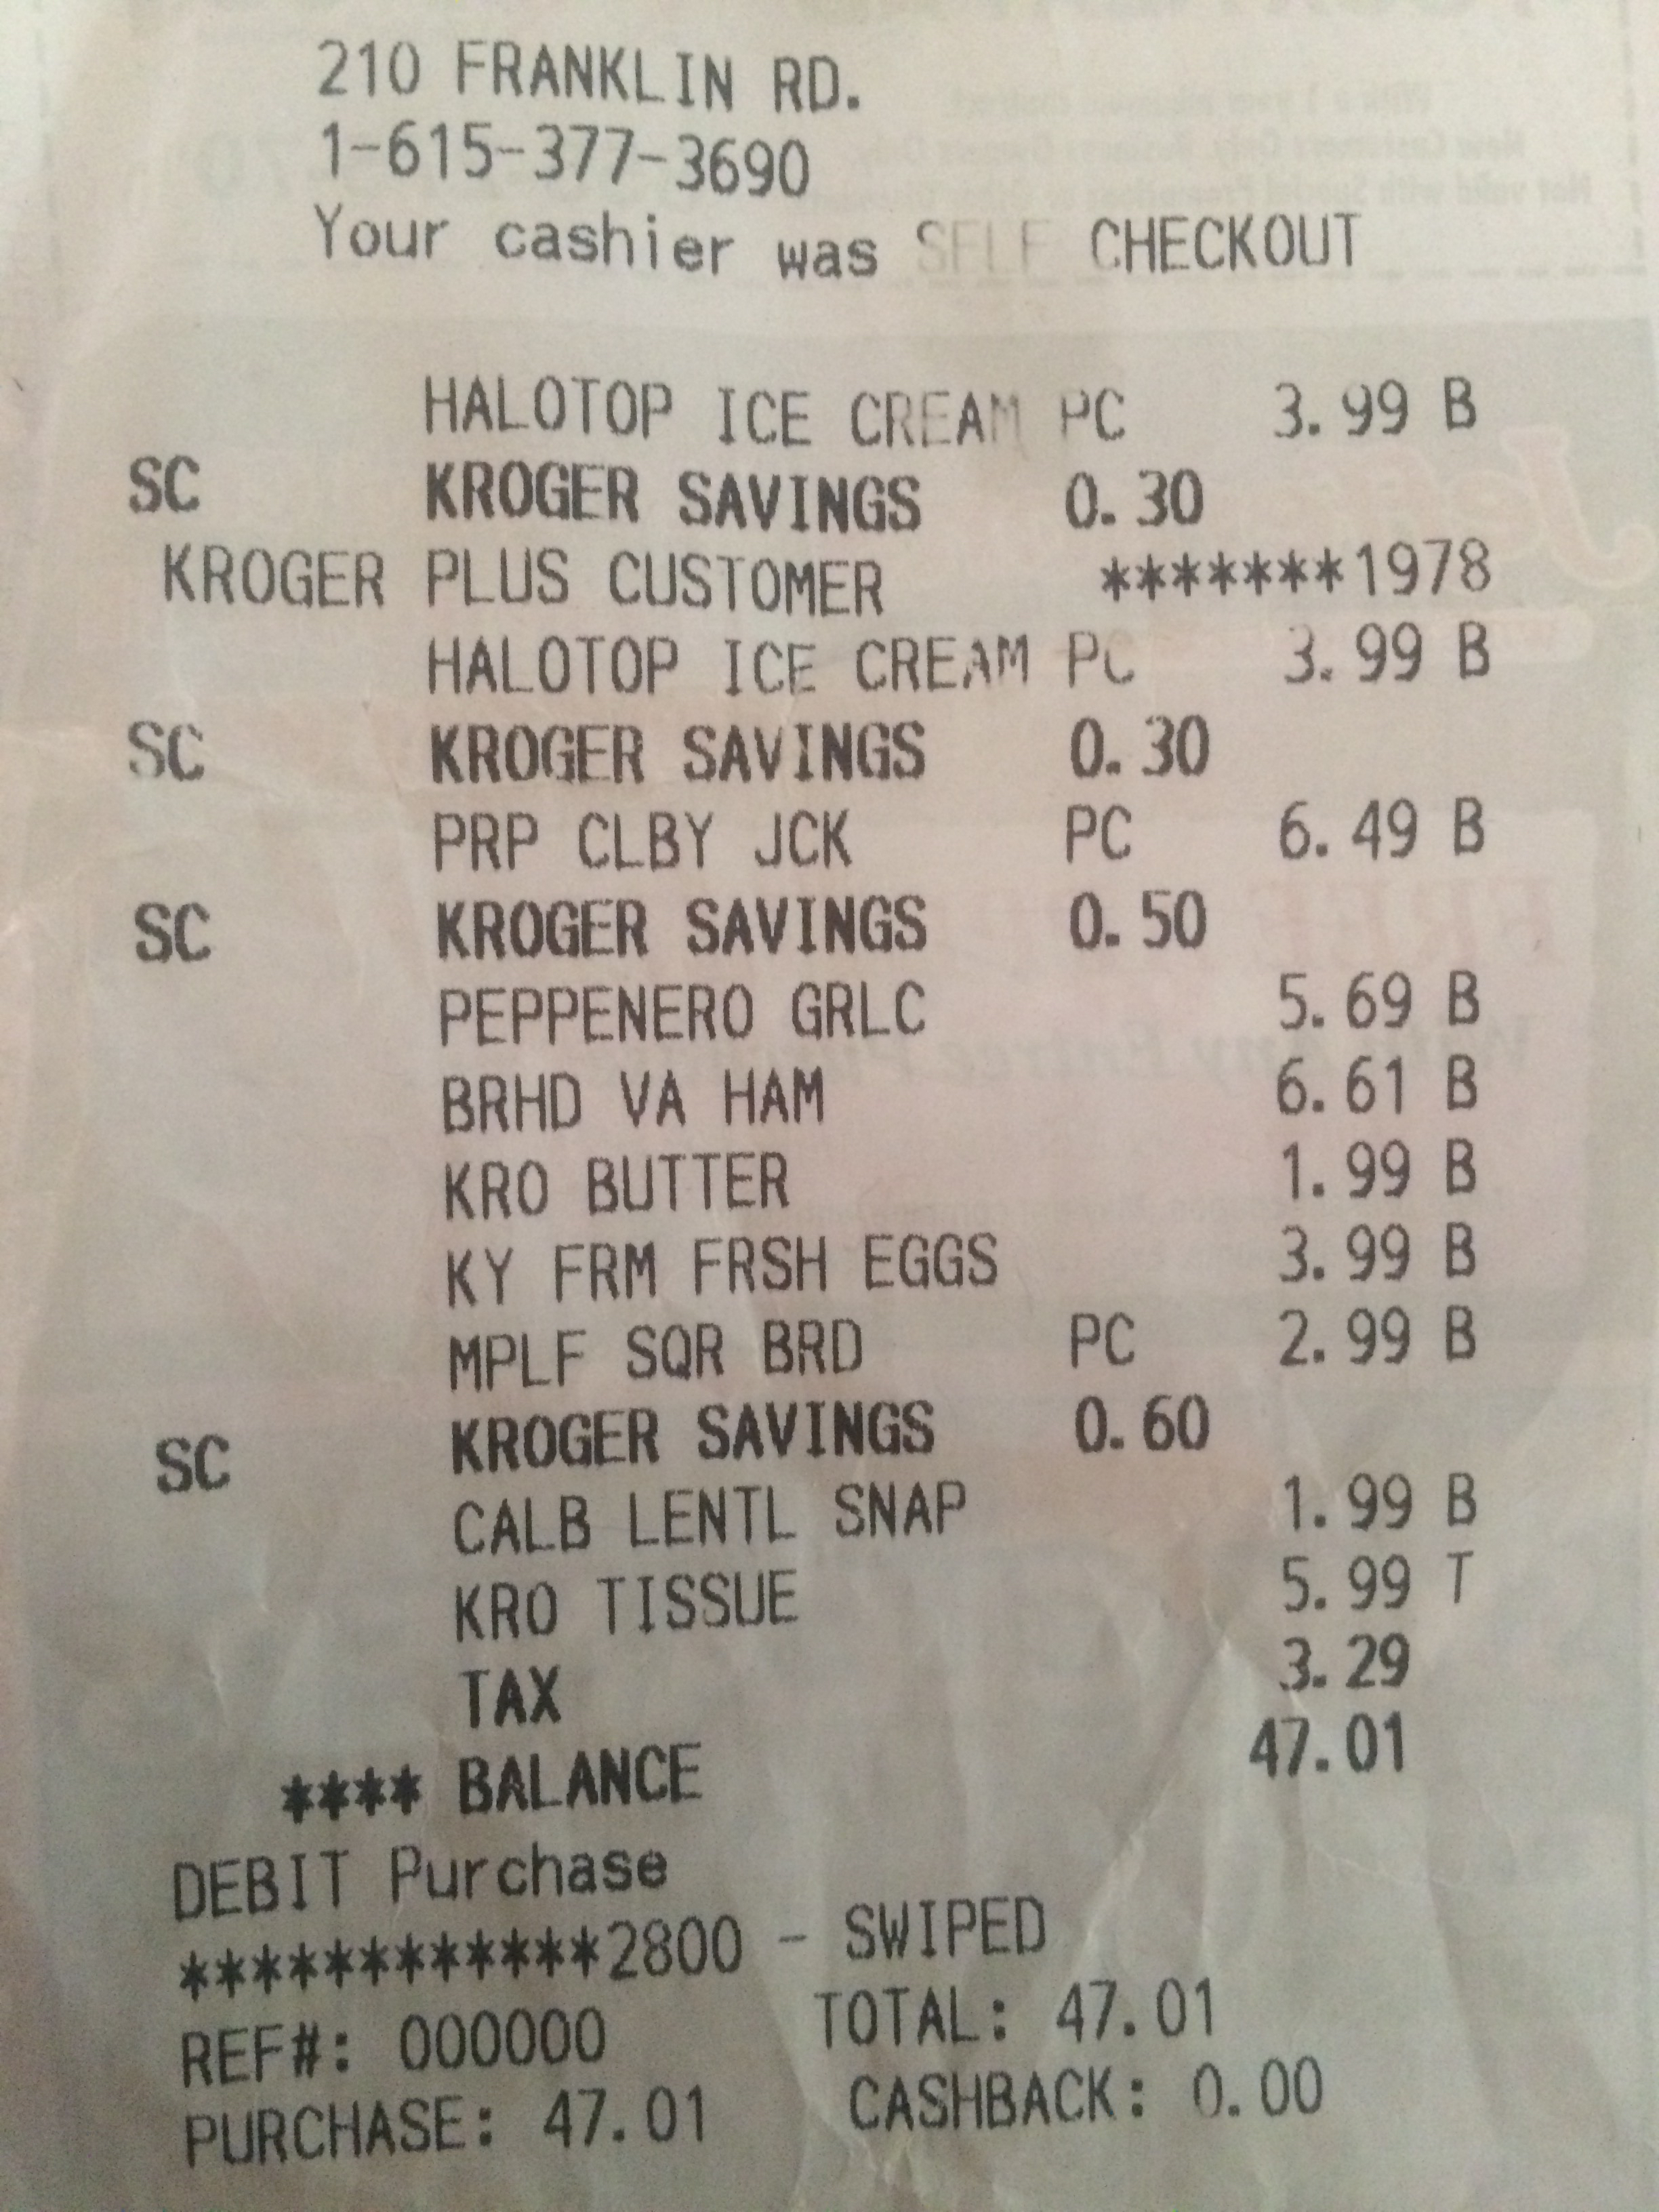 210 FRANKLIN RD.
1-615-377-3690
Your cashier was SELF CHECKOUT
HALOTOP ICE CREAM PC 3.99 B
SC KROGER SAVINGS 0.30
KROGER PLUS CUSTOMER *******1978
HALOTOP ICE CREAM PC 3.99 B
SC KROGER SAVINGS 0.30
PRP CLBY JCK PC 6.49 B
SC KROGER SAVINGS 0.50
PEPPENERO GRLC 5.69 B
BRHD VA HAM 6.61 B
KRO BUTTER 1.99 B
KY FRM FRSH EGGS 3.99 B
MPLF SQR BRD PC 2.99 B
SC KROGER SAVINGS 0.60
CALB LENTL SNAP 1.99 B
KRO TISSUE 5.99 T
TAX 3.29
**** BALANCE 47.01
DEBIT Purchase
************2800 - SWIPED
REF#: 000000 TOTAL: 47.01
PURCHASE: 47.01 CASHBACK: 0.00